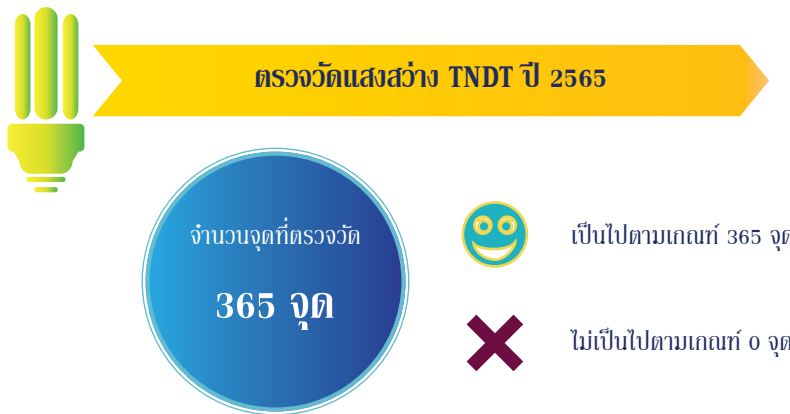 ตรวจวัดแสงสว่าง TNDT ปี 2565
จำนวนจุดที่ตรวจวัด
365 จุด
เป็นไปตามเกณฑ์ 365 จุด
ไม่เป็นไปตามเกณฑ์ 0 จุด